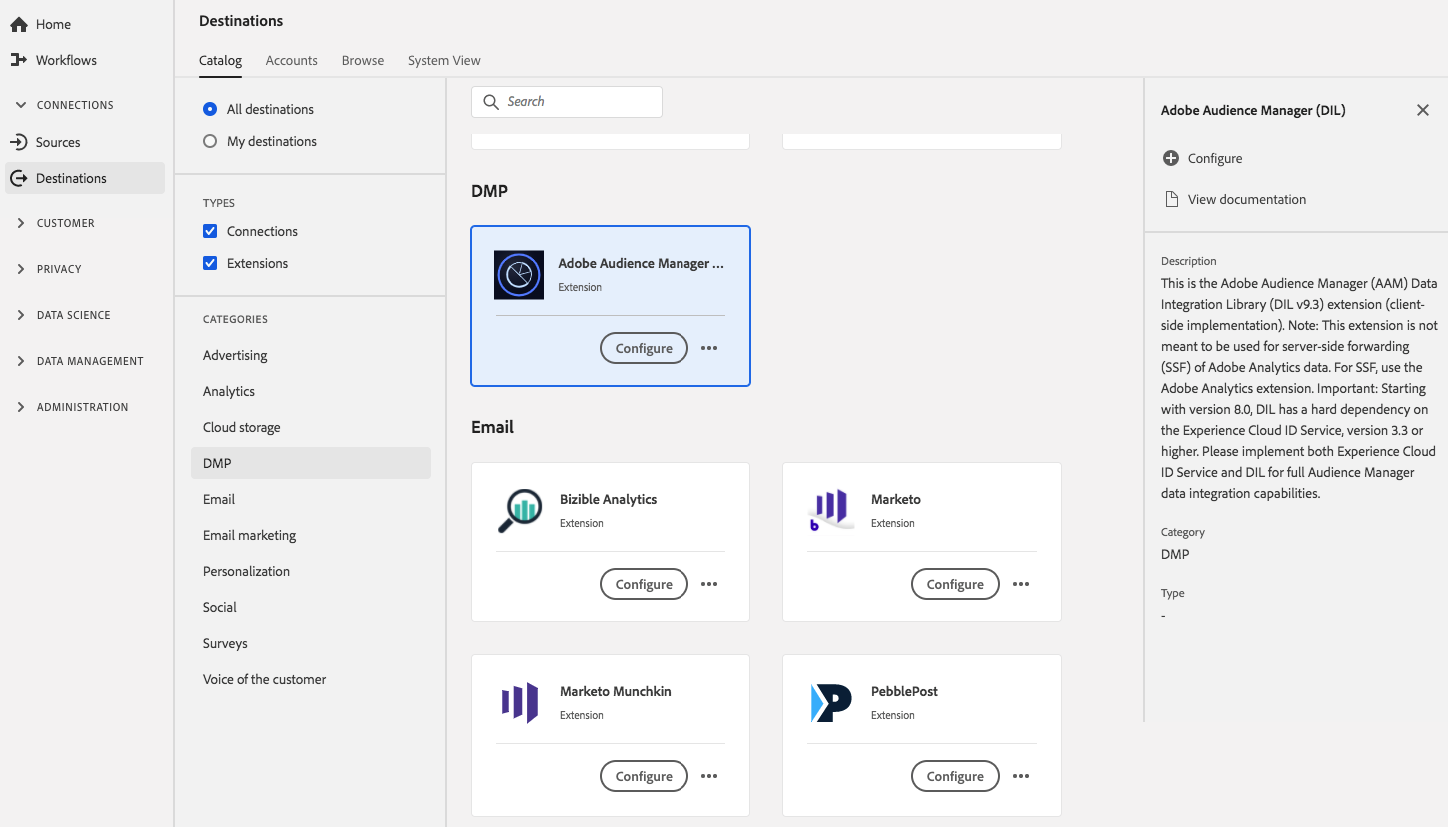 Home
Workflows
CONNECTIONS
Sources
Destinations
CUSTOMER
PRIVACY
DATA SCIENCE
DATA MANAGEMENT
ADMINISTRATION
Destinations
Catalog
Accounts
Browse
System View
All destinations
My destinations
TYPES
Connections
Extensions
CATEGORIES
Advertising
Analytics
Cloud storage
DMP
Email
Email marketing
Personalization
Social
Surveys
Voice of the customer
Search
DMP
Adobe Audience Manager ...
Extension
Configure
Email
Bizible Analytics
Extension
Configure
b
Marketo
Extension
Configure
Marketo Munchkin
Extension
Configure
PebblePost
Extension
Configure
Adobe Audience Manager (DIL)
Configure
View documentation
Description
This is the Adobe Audience Manager (AAM) Data
Integration Library (DIL v9.3) extension (client-
side implementation). Note: This extension is not
meant to be used for server-side forwarding
(SSF) of Adobe Analytics data. For SSF, use the
Adobe Analytics extension. Important: Starting
with version 8.0, DIL has a hard dependency on
the Experience Cloud ID Service, version 3.3 or
higher. Please implement both Experience Cloud
ID Service and DIL for full Audience Manager
data integration capabilities.
Category
DMP
Type
-